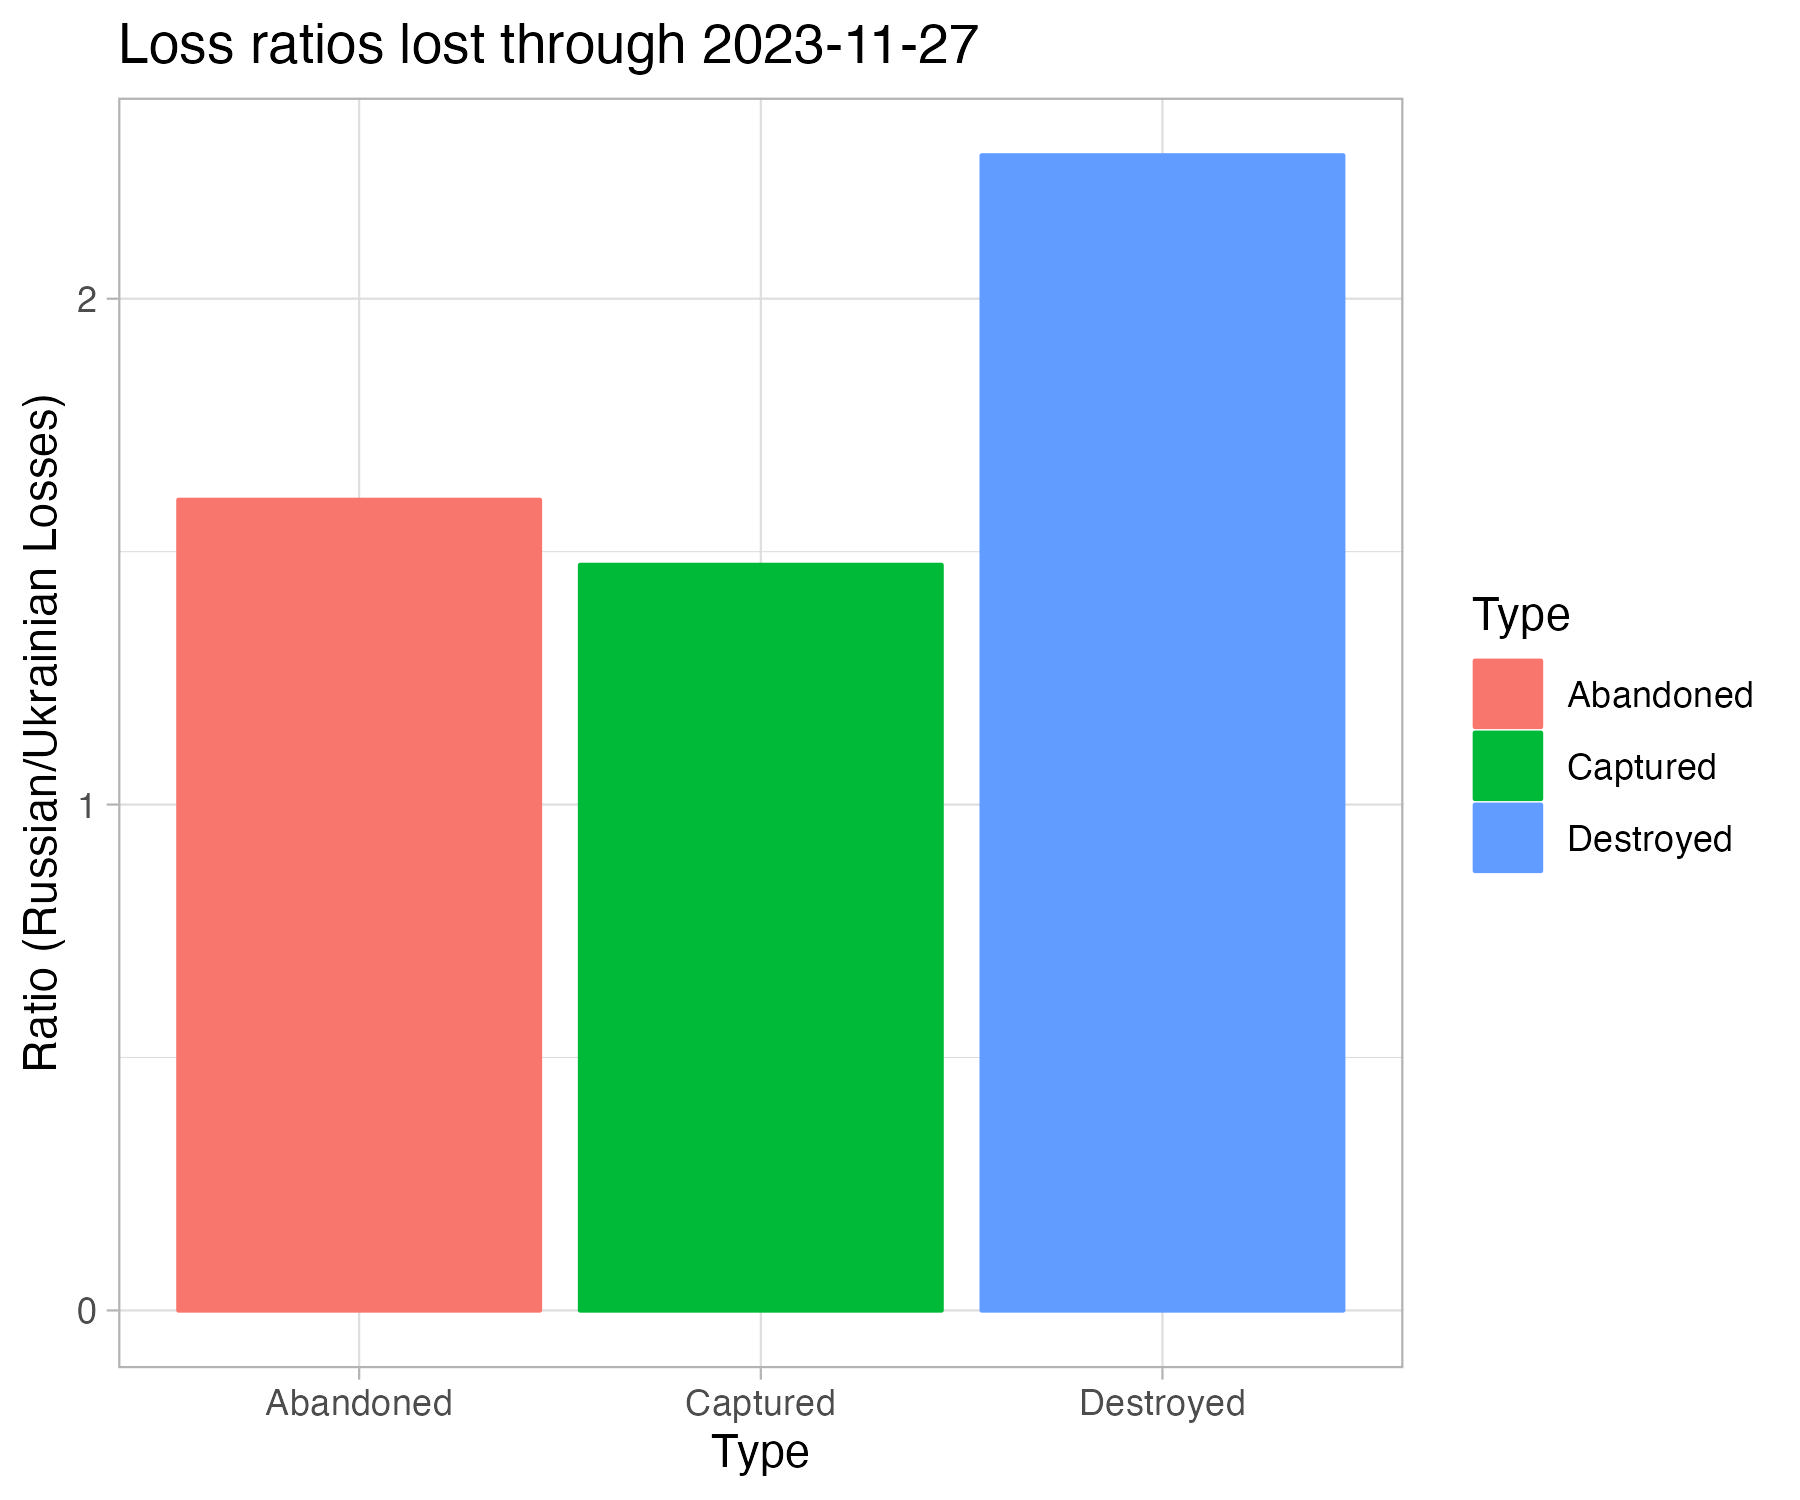 Loss ratios lost through 2023-11-27
Ratio (Russian/Ukrainian Losses)
2
1
0
Abandoned
Captured
Destroyed
Type
Type
Abandoned
Captured
Destroyed